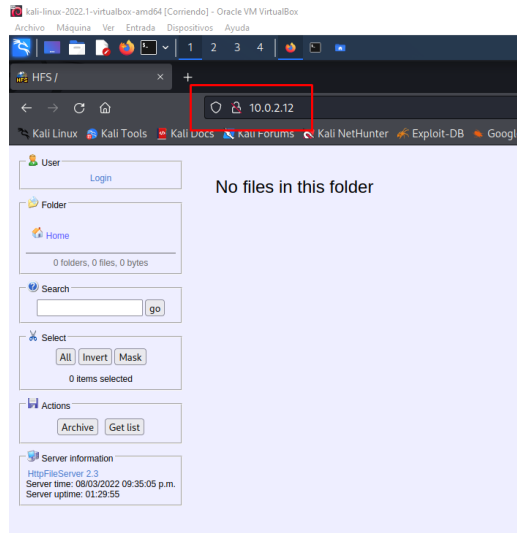 kali-linux-2022.1-virtualbox-amd64 [Corriendo] - Oracle VM VirtualBox
Archivo Máquina Ver Entrada Dispositivos Ayuda
1 2 3 4
HFS /
10.0.2.12
Kali Linux Kali Tools Kali Docs Kali Forums Kali NetHunter Exploit-DB Googl
User
Login
No files in this folder
Folder
Home
0 folders, 0 files, 0 bytes
Search
go
Select
All Invert Mask
0 items selected
Actions
Archive Get list
Server information
HttpFileServer 2.3
Server time: 08/03/2022 09:35:05 p.m.
Server uptime: 01:29:55